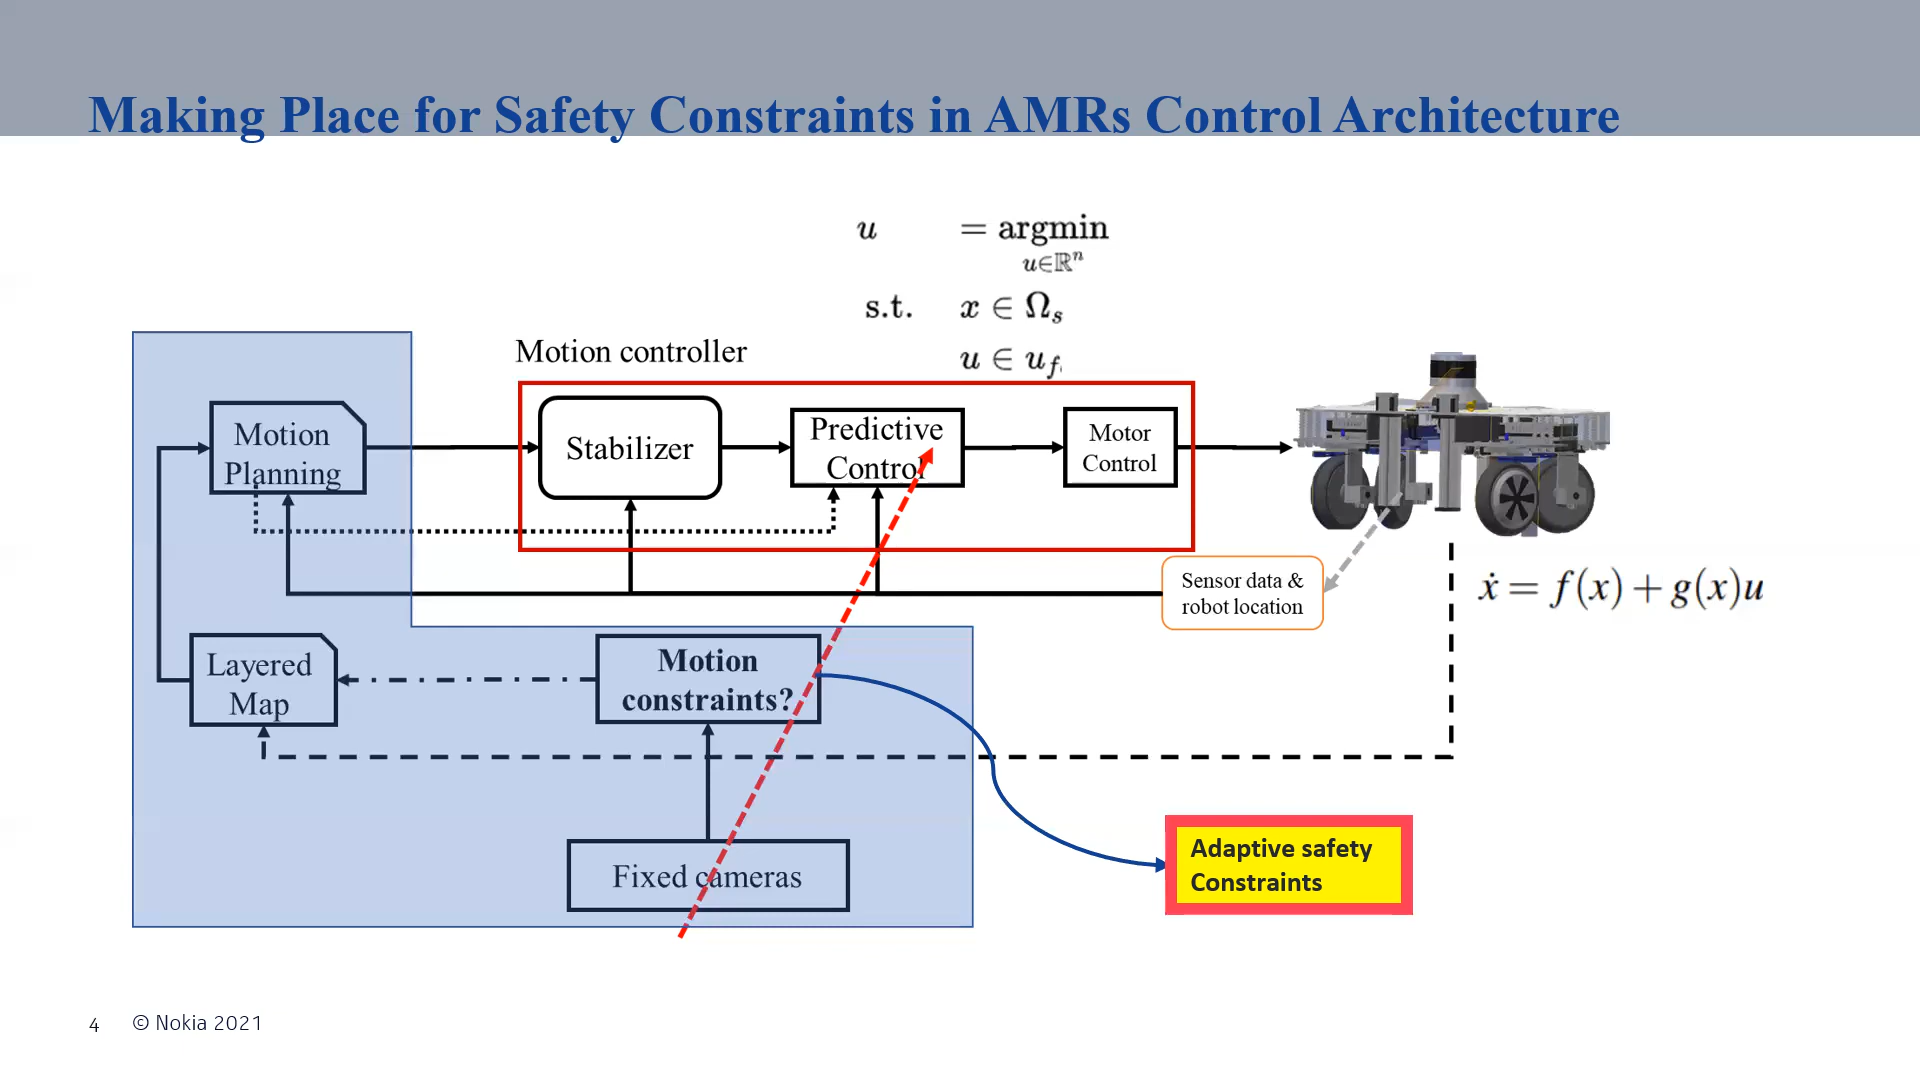 Making Place for Safety Constraints in AMRs Control Architecture
u = argmin
u∈ℝⁿ
s.t. x ∈ Ωₛ
u ∈ u_f
Motion controller
Motion
Planning
Stabilizer
Predictive
Control
Motor
Control
Sensor data &
robot location
ẋ = f(x) + g(x)u
Layered
Map
Motion
constraints?
Fixed cameras
Adaptive safety
Constraints
4 © Nokia 2021